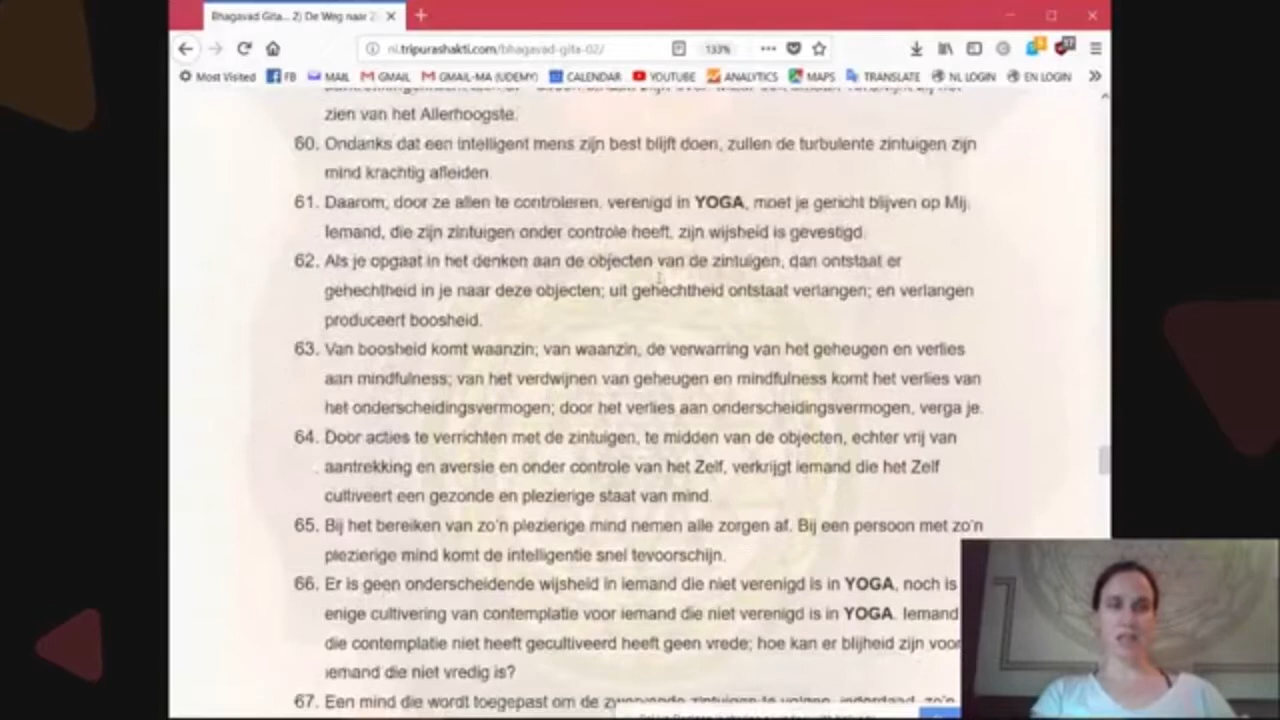 Bhagavad Gita... 2) De Weg naar Z
nl.tripurashakti.com/bhagavad-gita-02/
133%
Most Visited FB MAIL GMAIL GMAIL-MA (UDEMY) CALENDAR YOUTUBE ANALYTICS MAPS TRANSLATE NL LOGIN EN LOGIN
zien van het Allerhoogste.
60. Ondanks dat een intelligent mens zijn best blijft doen, zullen de turbulente zintuigen zijn
mind krachtig afleiden.
61. Daarom, door ze allen te controleren, verenigd in YOGA, moet je gericht blijven op Mij.
Iemand, die zijn zintuigen onder controle heeft, zijn wijsheid is gevestigd.
62. Als je opgaat in het denken aan de objecten van de zintuigen, dan ontstaat er
gehechtheid in je naar deze objecten; uit gehechtheid ontstaat verlangen; en verlangen
produceert boosheid.
63. Van boosheid komt waanzin; van waanzin, de verwarring van het geheugen en verlies
aan mindfulness; van het verdwijnen van geheugen en mindfulness komt het verlies van
het onderscheidingsvermogen; door het verlies aan onderscheidingsvermogen, verga je.
64. Door acties te verrichten met de zintuigen, te midden van de objecten, echter vrij van
aantrekking en aversie en onder controle van het Zelf, verkrijgt iemand die het Zelf
cultiveert een gezonde en plezierige staat van mind.
65. Bij het bereiken van zo'n plezierige mind nemen alle zorgen af. Bij een persoon met zo'n
plezierige mind komt de intelligentie snel tevoorschijn.
66. Er is geen onderscheidende wijsheid in iemand die niet verenigd is in YOGA, noch is
enige cultivering van contemplatie voor iemand die niet verenigd is in YOGA. Iemand
die contemplatie niet heeft gecultiveerd heeft geen vrede; hoe kan er blijheid zijn voor
iemand die niet vredig is?
67. Een mind die wordt toegepast om de zwervende zintuigen te volgen, inderdaad, zo'n